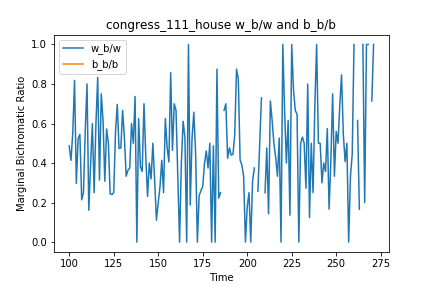 congress_111_house w_b/w and b_b/b
w_b/w
b_b/b
Marginal Bichromatic Ratio
1.0
0.8
0.6
0.4
0.2
0.0
100 125 150 175 200 225 250 275
Time